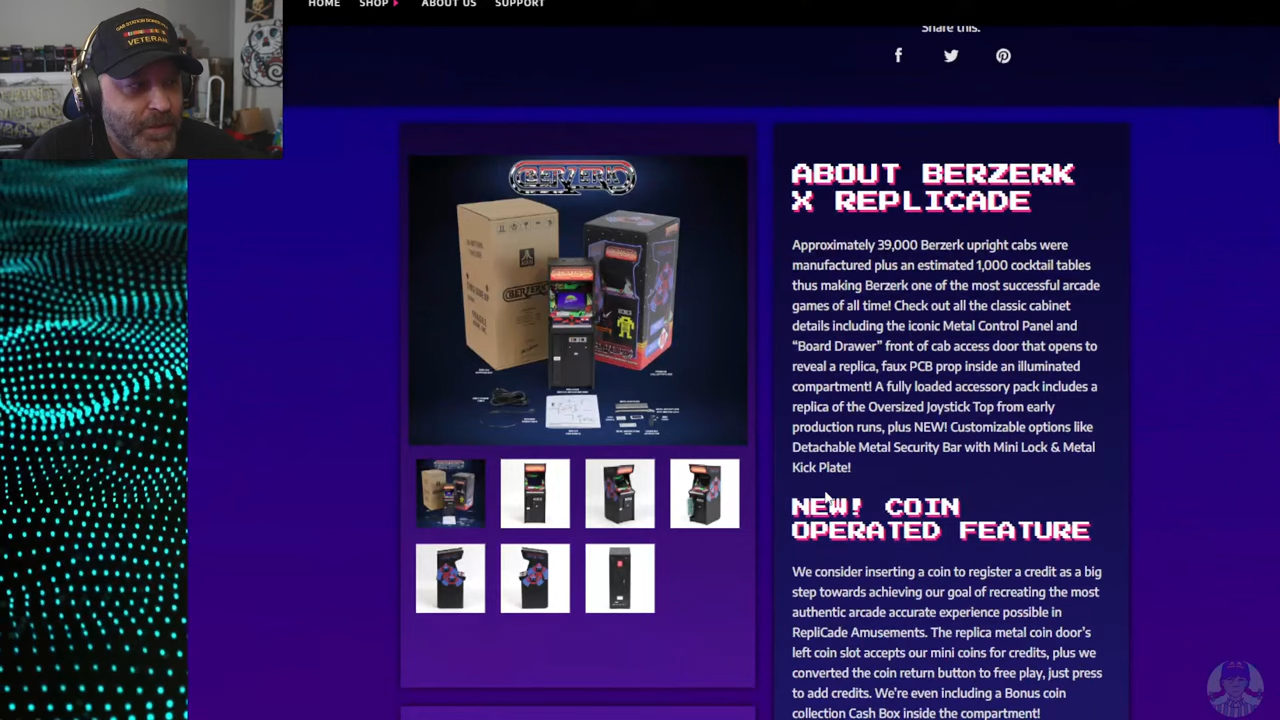 HOME SHOP ABOUT US SUPPORT
Share this:
VETERAN
BERZERK
ATARI
BERZERK
ABOUT BERZERK
X REPLICADE
Approximately 39,000 Berzerk upright cabs were
manufactured plus an estimated 1,000 cocktail tables
thus making Berzerk one of the most successful arcade
games of all time! Check out all the classic cabinet
details including the iconic Metal Control Panel and
“Board Drawer” front of cab access door that opens to
reveal a replica, faux PCB prop inside an illuminated
compartment! A fully loaded accessory pack includes a
replica of the Oversized Joystick Top from early
production runs, plus NEW! Customizable options like
Detachable Metal Security Bar with Mini Lock & Metal
Kick Plate!
NEW! COIN
OPERATED FEATURE
We consider inserting a coin to register a credit as a big
step towards achieving our goal of recreating the most
authentic arcade accurate experience possible in
RepliCade Amusements. The replica metal coin door's
left coin slot accepts our mini coins for credits, plus we
converted the coin return button to free play, just press
to add credits. We're even including a Bonus coin
collection Cash Box inside the compartment!